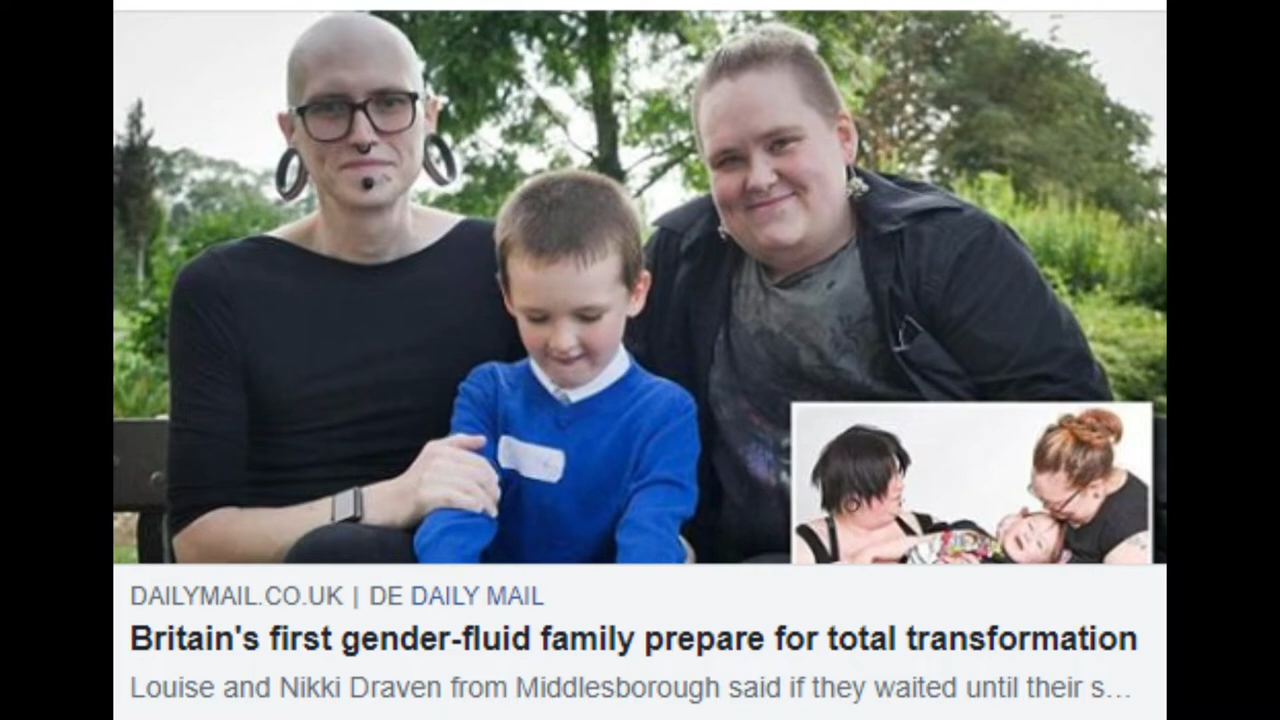 DAILYMAIL.CO.UK | DE DAILY MAIL
Britain's first gender-fluid family prepare for total transformation
Louise and Nikki Draven from Middlesborough said if they waited until their s...